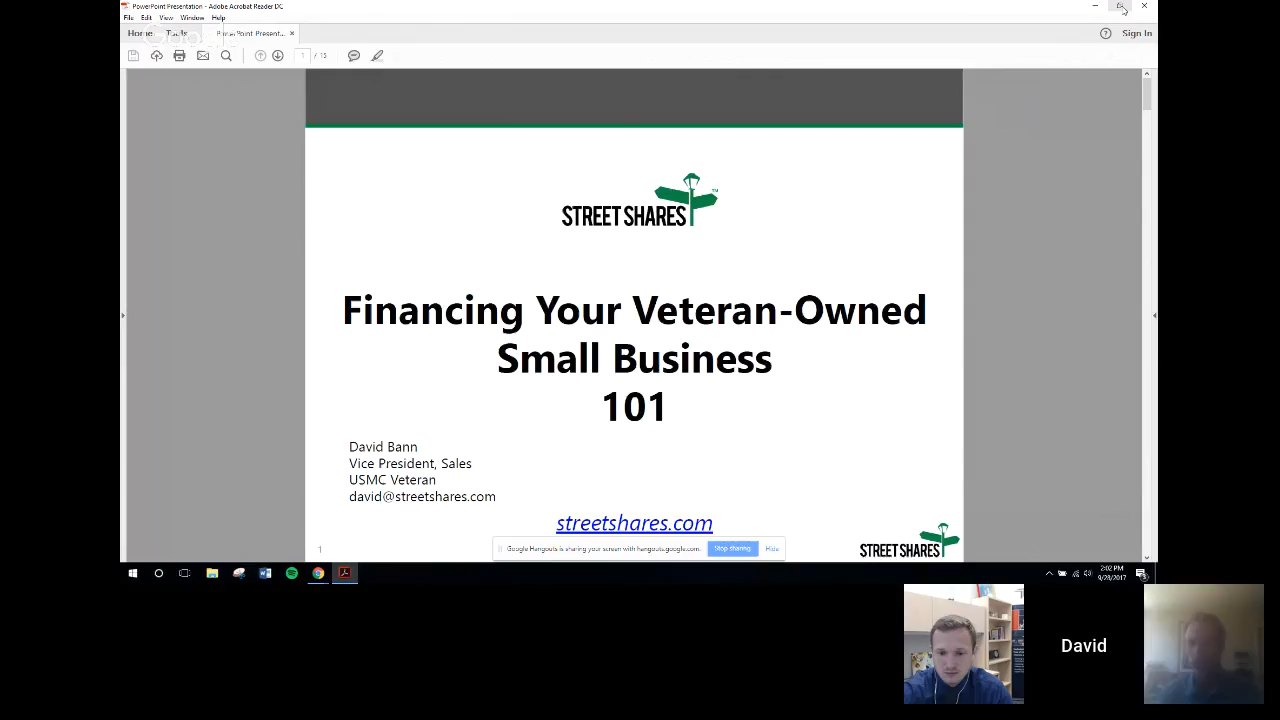 PowerPoint Presentation - Adobe Acrobat Reader DC
File Edit View Window Help
Home Tools PowerPoint Present... ×
Sign In
1 / 15
STREET SHARES™
Financing Your Veteran-Owned
Small Business
101
David Bann
Vice President, Sales
USMC Veteran
david@streetshares.com
streetshares.com
1
STREET SHARES
Google Hangouts is sharing your screen with hangouts.google.com.
Stop sharing
Hide
2:02 PM
9/28/2017
David